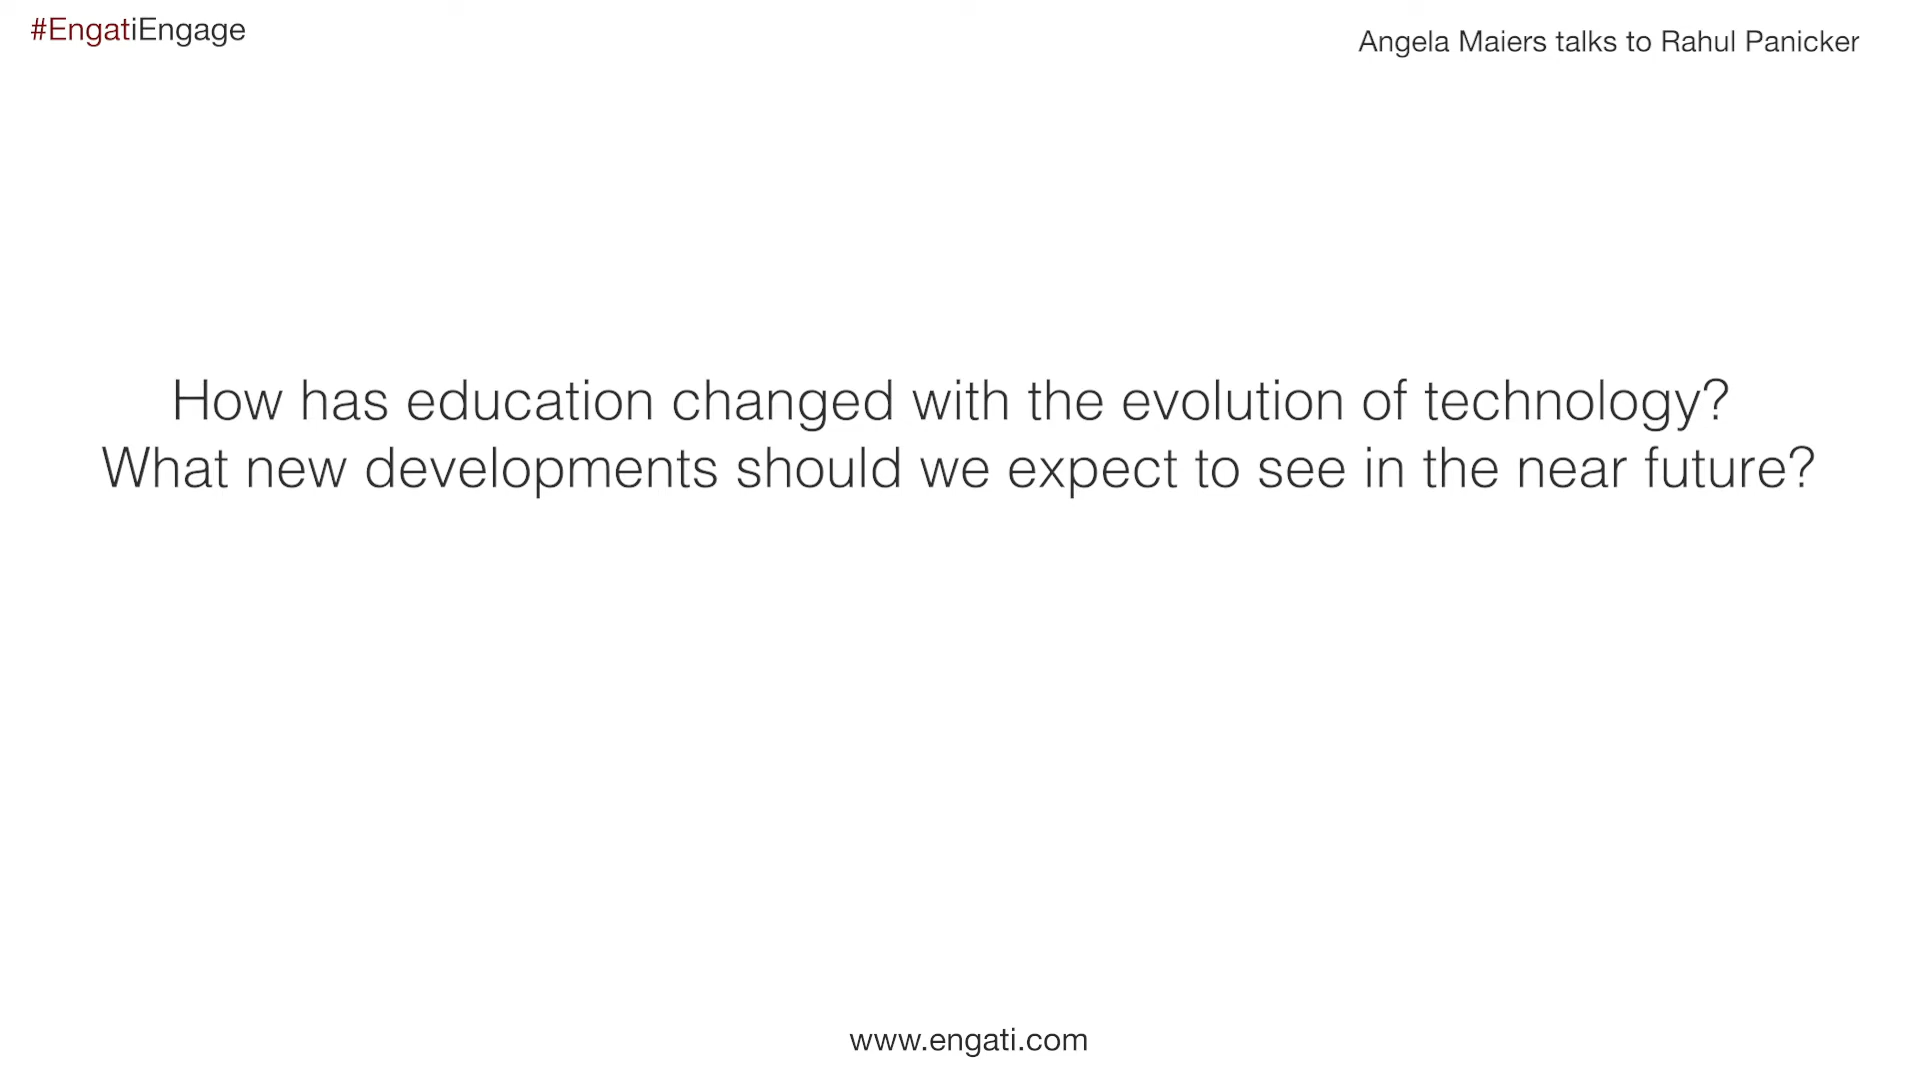 #EngatiEngage
Angela Maiers talks to Rahul Panicker
How has education changed with the evolution of technology?
What new developments should we expect to see in the near future?
www.engati.com